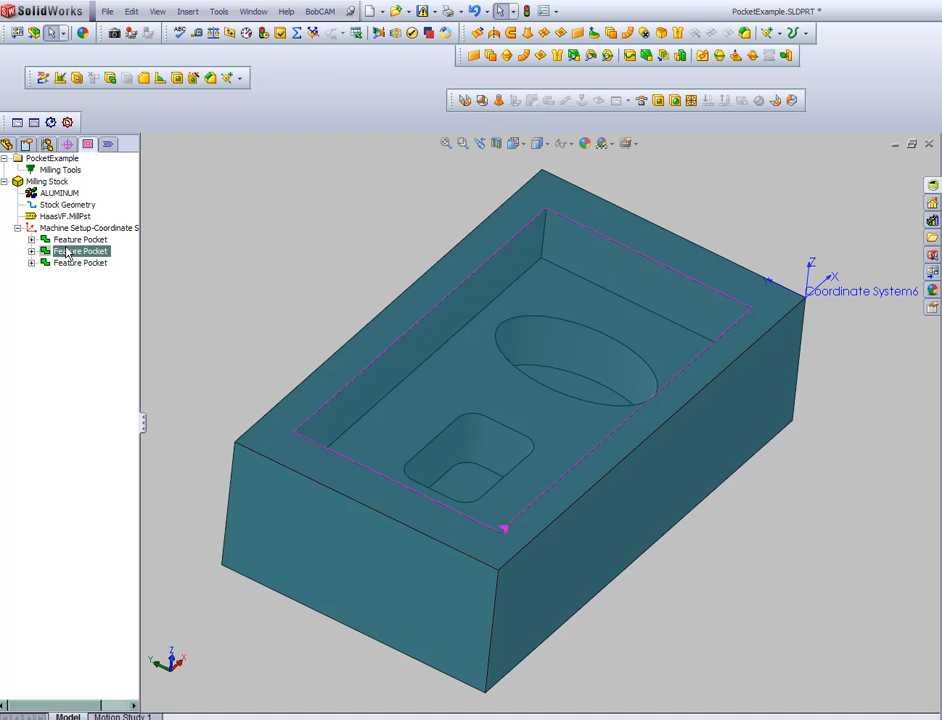 SolidWorks File Edit View Insert Tools Window Help BobCAM PocketExample.SLDPRT *
PocketExample
Milling Tools
Milling Stock
ALUMINUM
Stock Geometry
HaasVF.MillPst
Machine Setup-Coordinate S
Feature Pocket
Feature Pocket
Feature Pocket
Z
X
Y
Coordinate System6
Z
Y
X
Model Motion Study 1